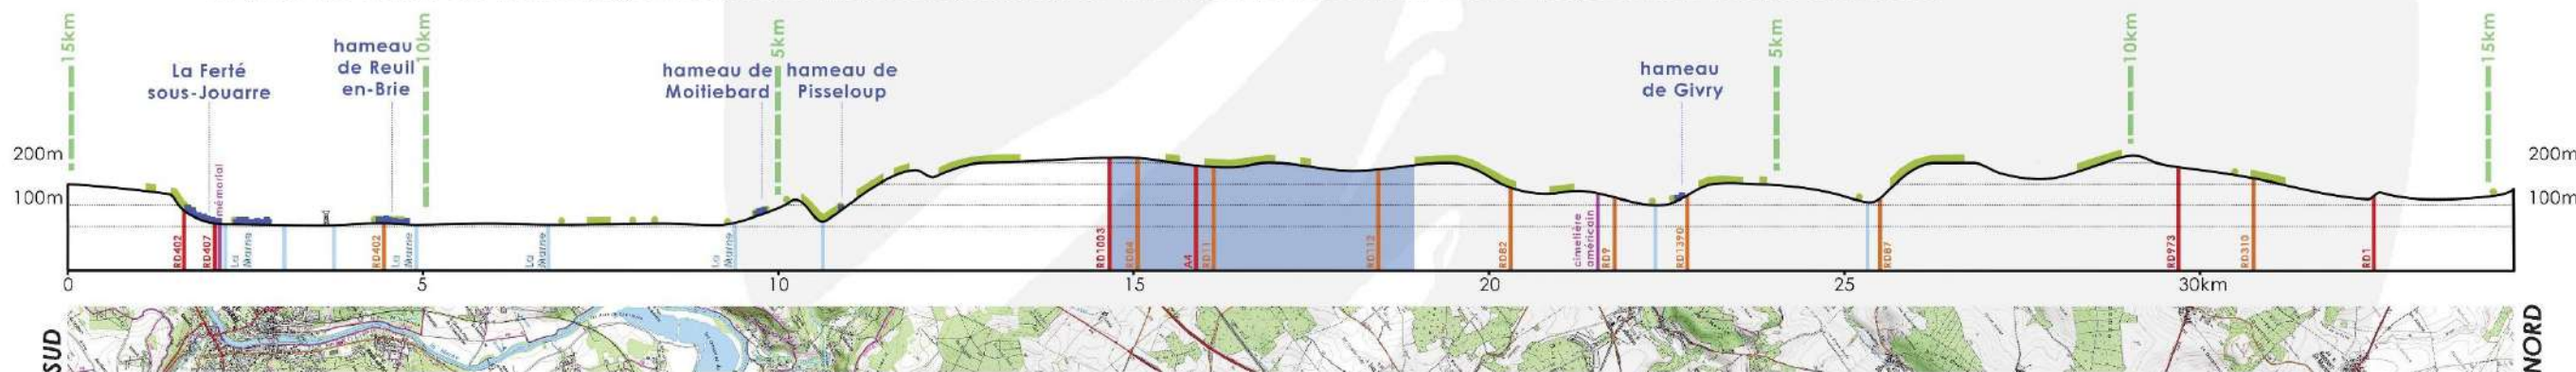 15km
10km
5km
5km
10km
15km
La Ferté
sous-Jouarre
hameau
de Reuil
en-Brie
hameau de
Moitiebard
hameau de
Pisseloup
hameau
de Givry
200m
100m
200m
100m
RD402
RD407
mémorial
La
Marne
RD402
La
Marne
La
Marne
La
Marne
RD1003
RD84
A4
RD11
RD112
RD82
cimetière
américain
RD9
RD1390
RD87
RD973
RD310
RD1
0
5
10
15
20
25
30km
SUD
NORD